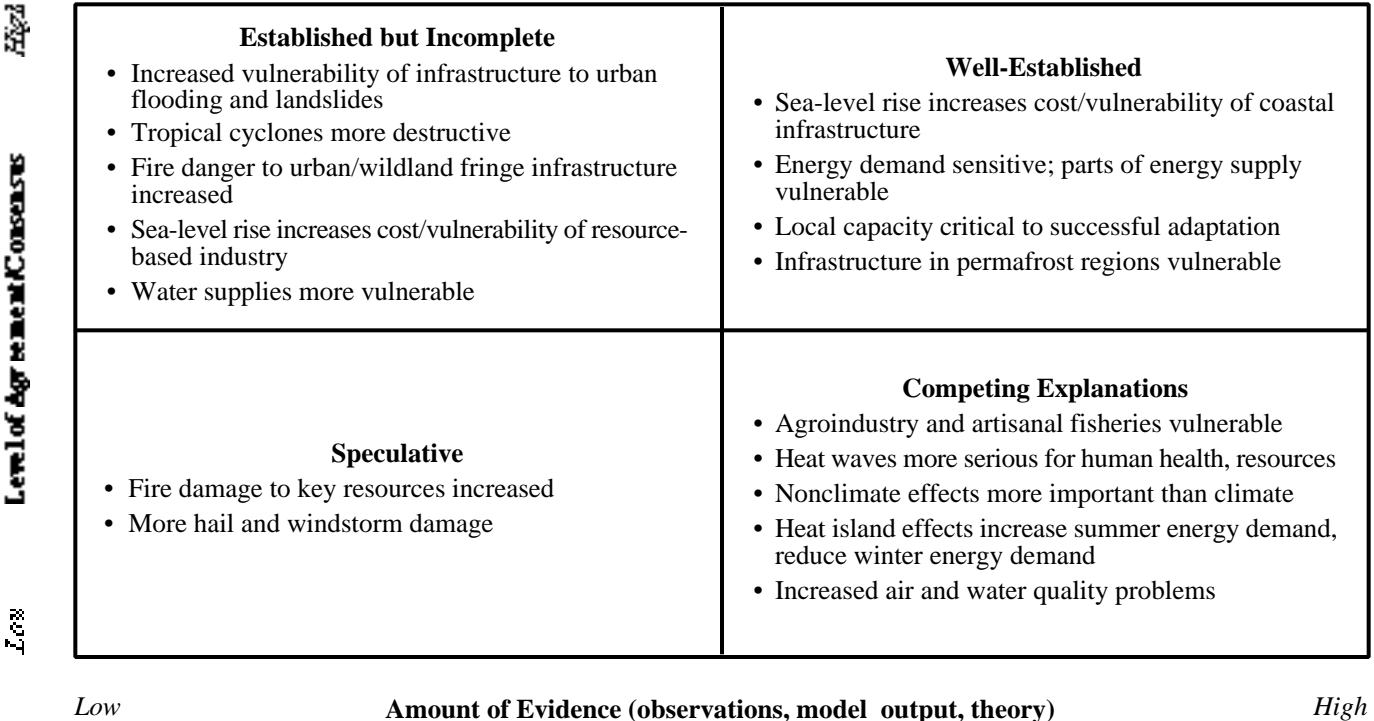 High
Level of Agreement/Consensus
Low
Established but Incomplete
• Increased vulnerability of infrastructure to urban
flooding and landslides
• Tropical cyclones more destructive
• Fire danger to urban/wildland fringe infrastructure
increased
• Sea-level rise increases cost/vulnerability of resource-
based industry
• Water supplies more vulnerable
Well-Established
• Sea-level rise increases cost/vulnerability of coastal
infrastructure
• Energy demand sensitive; parts of energy supply
vulnerable
• Local capacity critical to successful adaptation
• Infrastructure in permafrost regions vulnerable
Speculative
• Fire damage to key resources increased
• More hail and windstorm damage
Competing Explanations
• Agroindustry and artisanal fisheries vulnerable
• Heat waves more serious for human health, resources
• Nonclimate effects more important than climate
• Heat island effects increase summer energy demand,
reduce winter energy demand
• Increased air and water quality problems
Low
Amount of Evidence (observations, model output, theory)
High